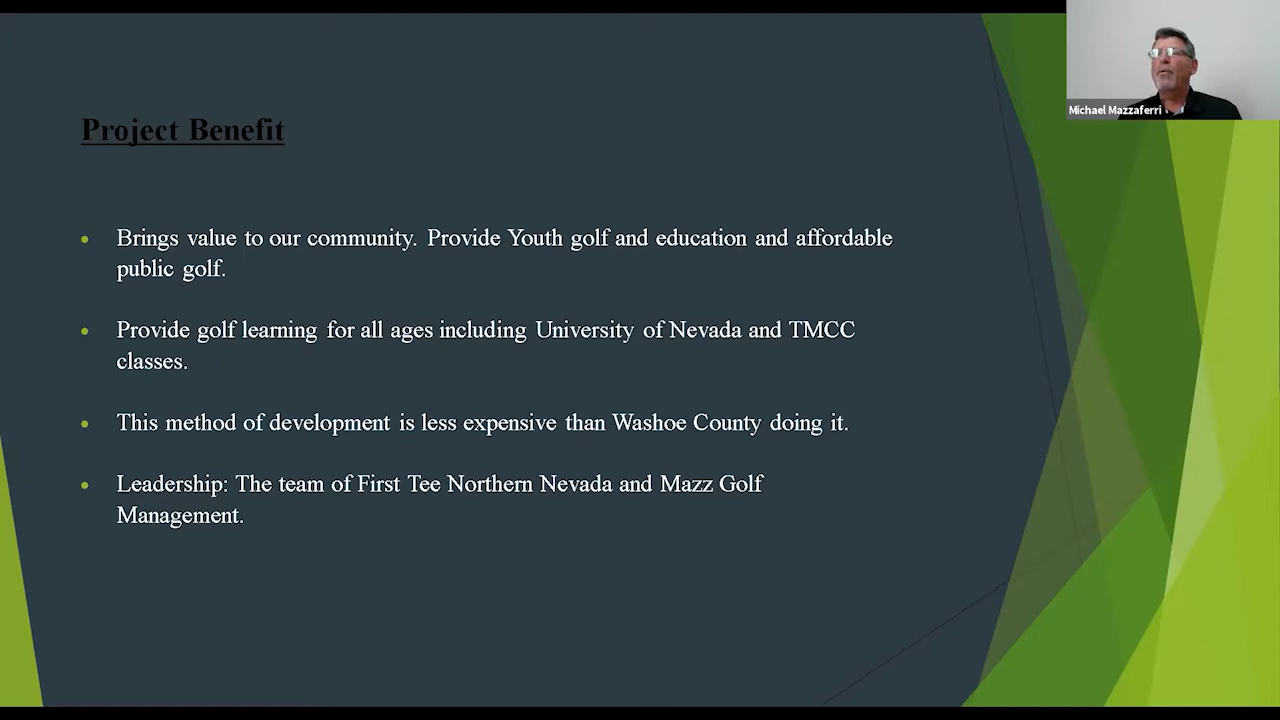 Michael Mazzaferri
Project Benefit
Brings value to our community. Provide Youth golf and education and affordable
public golf.
Provide golf learning for all ages including University of Nevada and TMCC
classes.
This method of development is less expensive than Washoe County doing it.
Leadership: The team of First Tee Northern Nevada and Mazz Golf
Management.